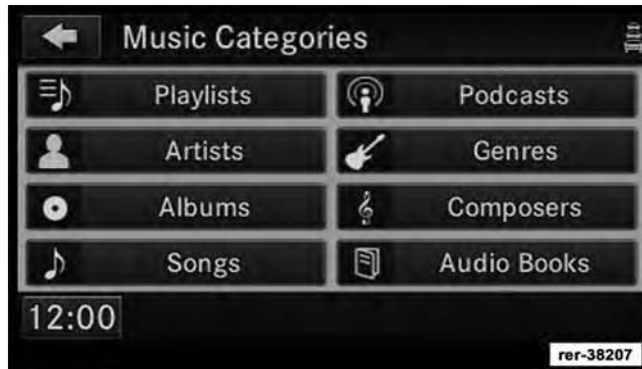 Music Categories
Playlists
Podcasts
Artists
Genres
Albums
Composers
Songs
Audio Books
12:00
rer-38207